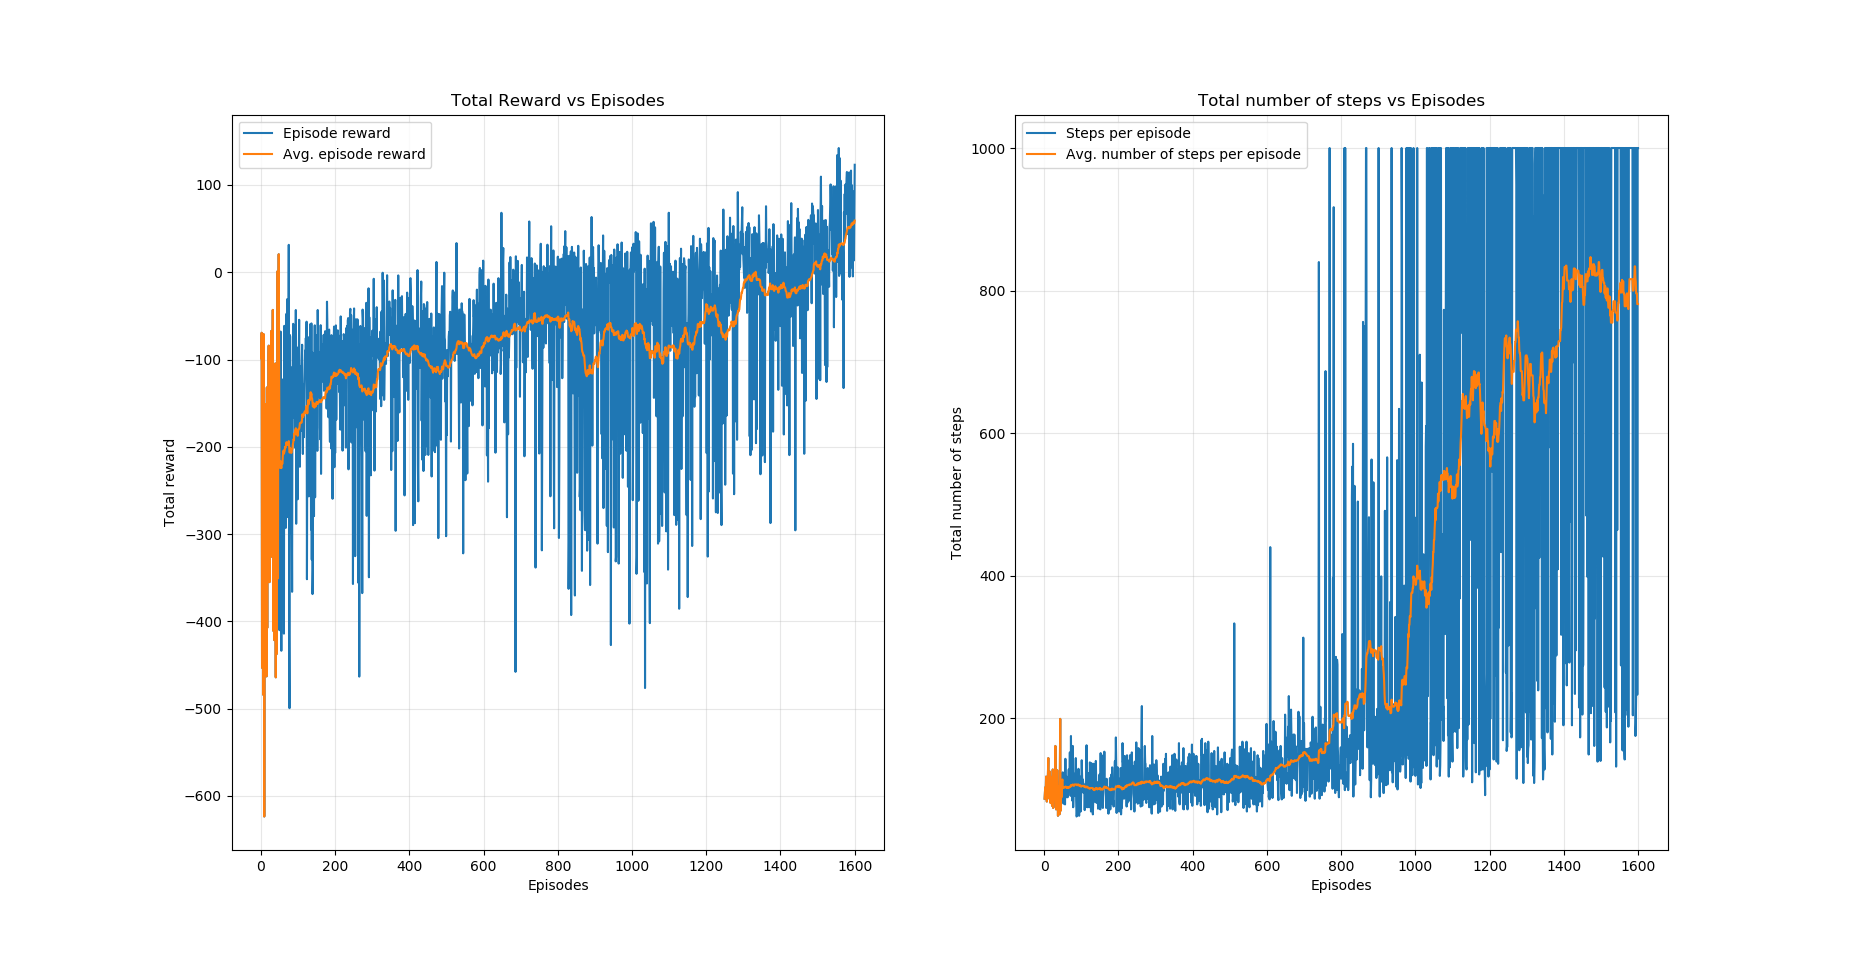 Total Reward vs Episodes
Episode reward
Avg. episode reward
100
0
−100
−200
−300
−400
−500
−600
Total reward
0 200 400 600 800 1000 1200 1400 1600
Episodes
Total number of steps vs Episodes
Steps per episode
Avg. number of steps per episode
1000
800
600
400
200
Total number of steps
0 200 400 600 800 1000 1200 1400 1600
Episodes